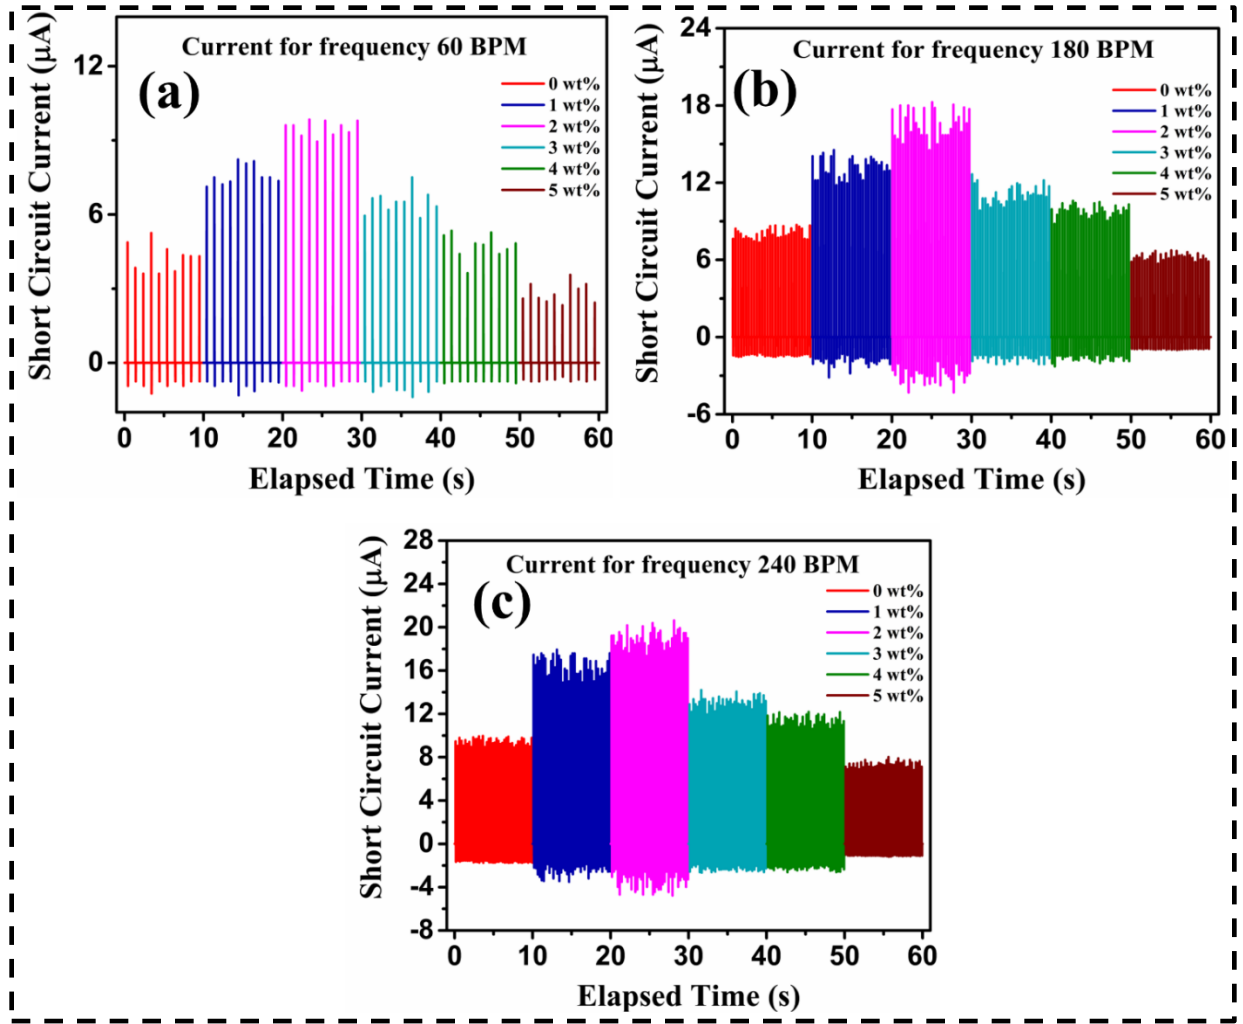 Current for frequency 60 BPM
(a)
0 wt%
1 wt%
2 wt%
3 wt%
4 wt%
5 wt%
Short Circuit Current (µA)
12
6
0
0 10 20 30 40 50 60
Elapsed Time (s)
Current for frequency 180 BPM
(b)
0 wt%
1 wt%
2 wt%
3 wt%
4 wt%
5 wt%
Short Circuit Current (µA)
24
18
12
6
0
-6
0 10 20 30 40 50 60
Elapsed Time (s)
Current for frequency 240 BPM
(c)
0 wt%
1 wt%
2 wt%
3 wt%
4 wt%
5 wt%
Short Circuit Current (µA)
28
24
20
16
12
8
4
0
-4
-8
0 10 20 30 40 50 60
Elapsed Time (s)